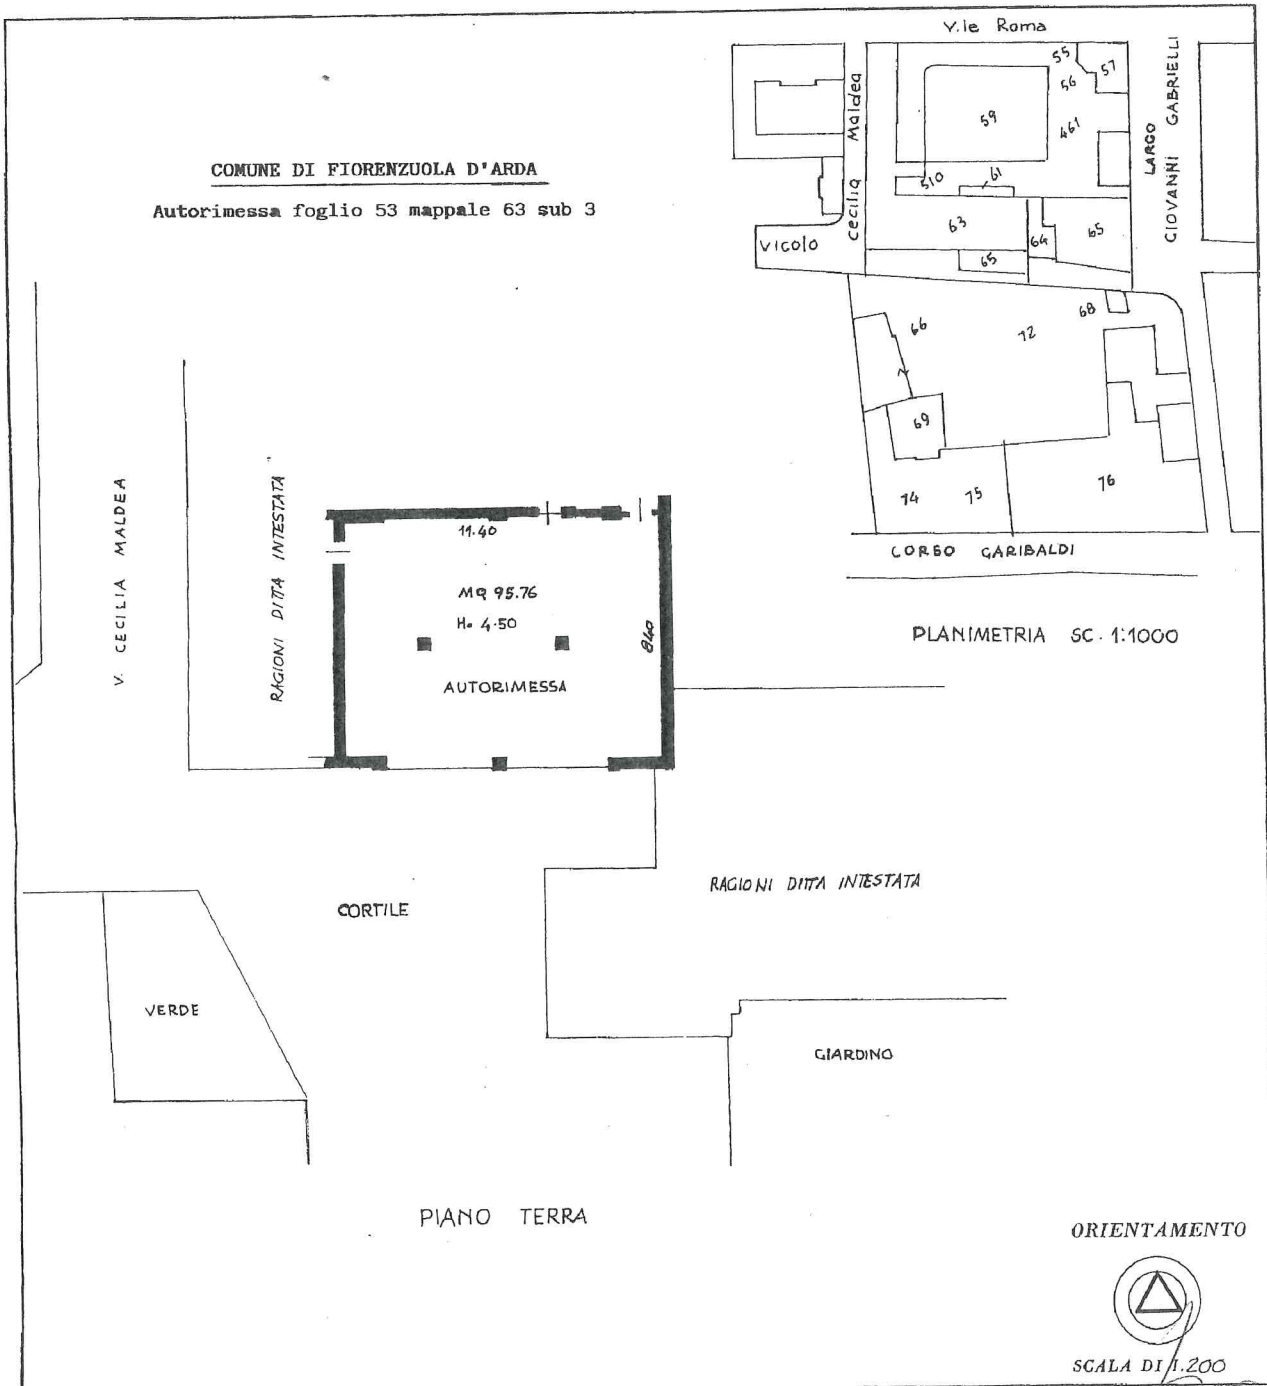 COMUNE DI FIORENZUOLA D'ARDA
Autorimessa foglio 53 mappale 63 sub 3
V.le Roma
55
57
56
59
461
LARGO
GIOVANNI GABRIELLI
Cecilia Maldea
Vicolo
510
61
63
64
65
65
66
72
68
69
74
75
76
CORSO GARIBALDI
PLANIMETRIA SC. 1:1000
V. CECILIA MALDEA
RAGIONI DITTA INTESTATA
11.40
MQ 95.76
H= 4.50
840
AUTORIMESSA
RAGIONI DITTA INTESTATA
CORTILE
VERDE
GIARDINO
PIANO TERRA
ORIENTAMENTO
SCALA DI 1.200